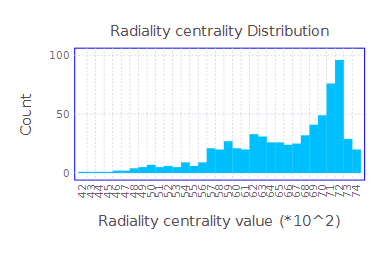 Radiality centrality Distribution
Count
100
50
0
42 43 44 45 46 47 48 49 50 51 52 53 54 55 56 57 58 59 60 61 62 63 64 65 66 67 68 69 70 71 72 73 74
Radiality centrality value (*10^2)